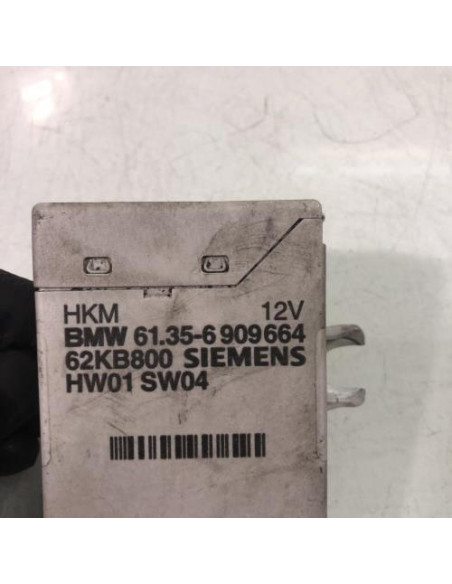 HKM 12V
BMW 61.35-6 909 664
62KB800 SIEMENS
HW01 SW04